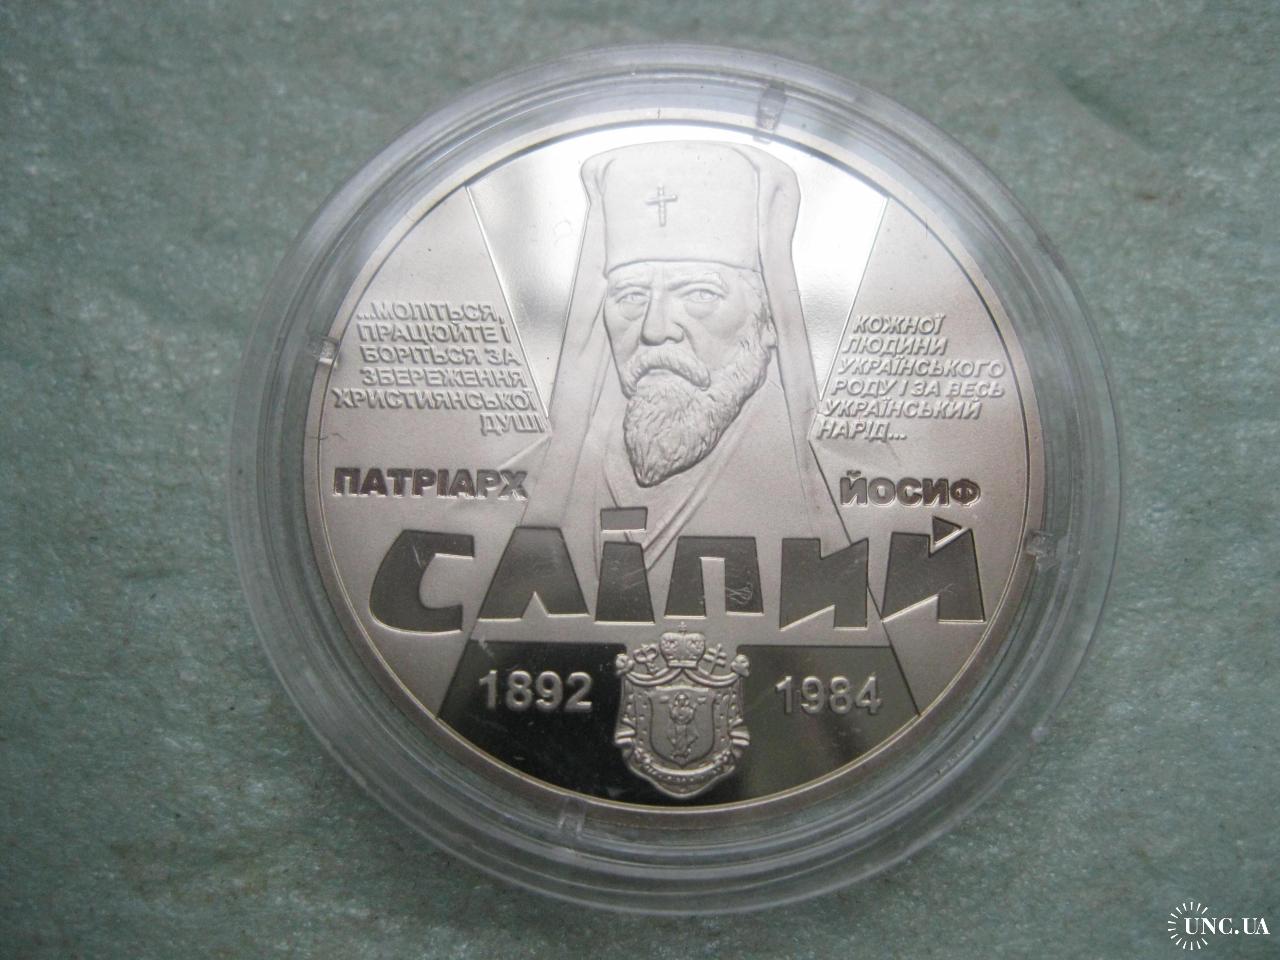 ...МОЛІТЬСЯ,
ПРАЦЮЙТЕ І
БОРІТЬСЯ ЗА
ЗБЕРЕЖЕННЯ
ХРИСТИЯНСЬКОЇ
ДУШІ
КОЖНОЇ
ЛЮДИНИ
УКРАЇНСЬКОГО
РОДУ І ЗА ВЕСЬ
УКРАЇНСЬКИЙ
НАРІД...
ПАТРІАРХ ЙОСИФ
СЛІПИЙ
1892 1984
UNC.UA